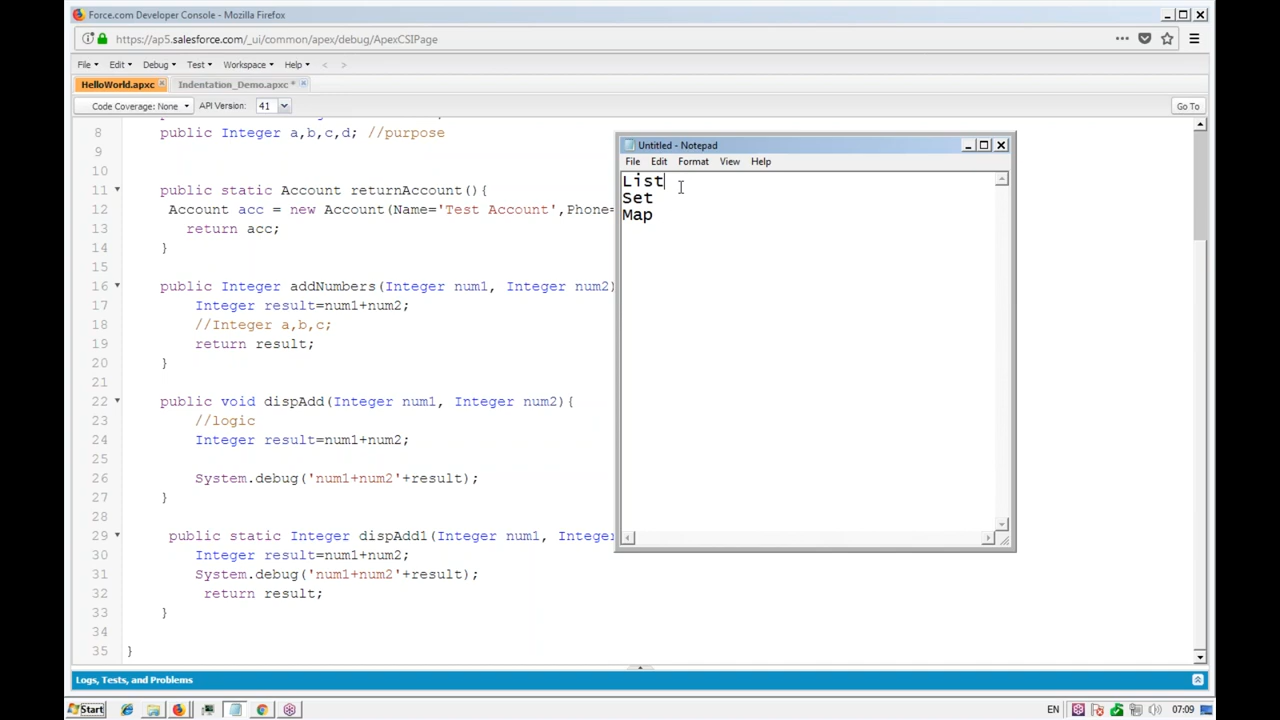 Force.com Developer Console - Mozilla Firefox
https://ap5.salesforce.com/_ui/common/apex/debug/ApexCSIPage
File Edit Debug Test Workspace Help < >
HelloWorld.apxc Indentation_Demo.apxc *
Code Coverage: None API Version: 41 Go To
8 public Integer a,b,c,d; //purpose
9
10
11 public static Account returnAccount(){
12 Account acc = new Account(Name='Test Account',Phone=
13 return acc;
14 }
15
16 public Integer addNumbers(Integer num1, Integer num2)
17 Integer result=num1+num2;
18 //Integer a,b,c;
19 return result;
20 }
21
22 public void dispAdd(Integer num1, Integer num2){
23 //logic
24 Integer result=num1+num2;
25
26 System.debug('num1+num2'+result);
27 }
28
29 public static Integer dispAdd1(Integer num1, Integer
30 Integer result=num1+num2;
31 System.debug('num1+num2'+result);
32 return result;
33 }
34
35 }
Untitled - Notepad
File Edit Format View Help
List
Set
Map
Logs, Tests, and Problems
Start EN 07:09